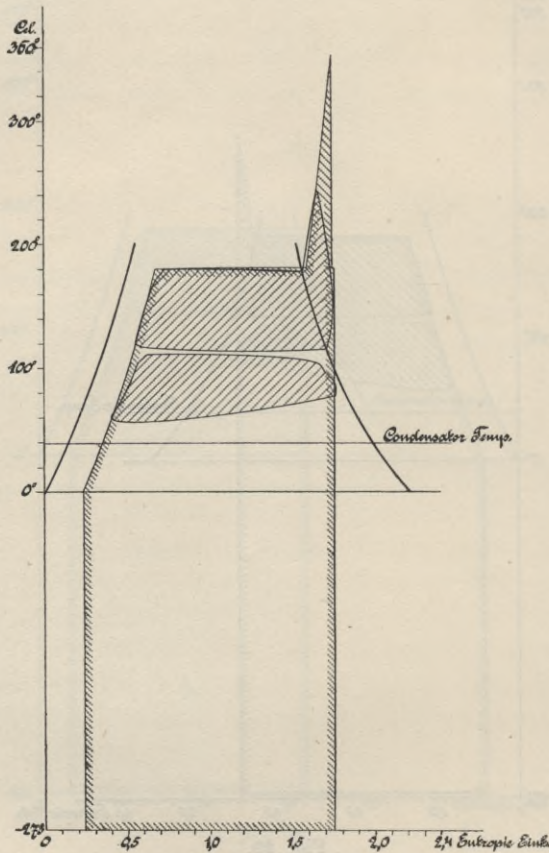 Cel.
350°
300°
200°
100°
Condensator Temp.
0°
-273
0 0,5 1,0 1,5 2,0 2,4 Entropie Einh.